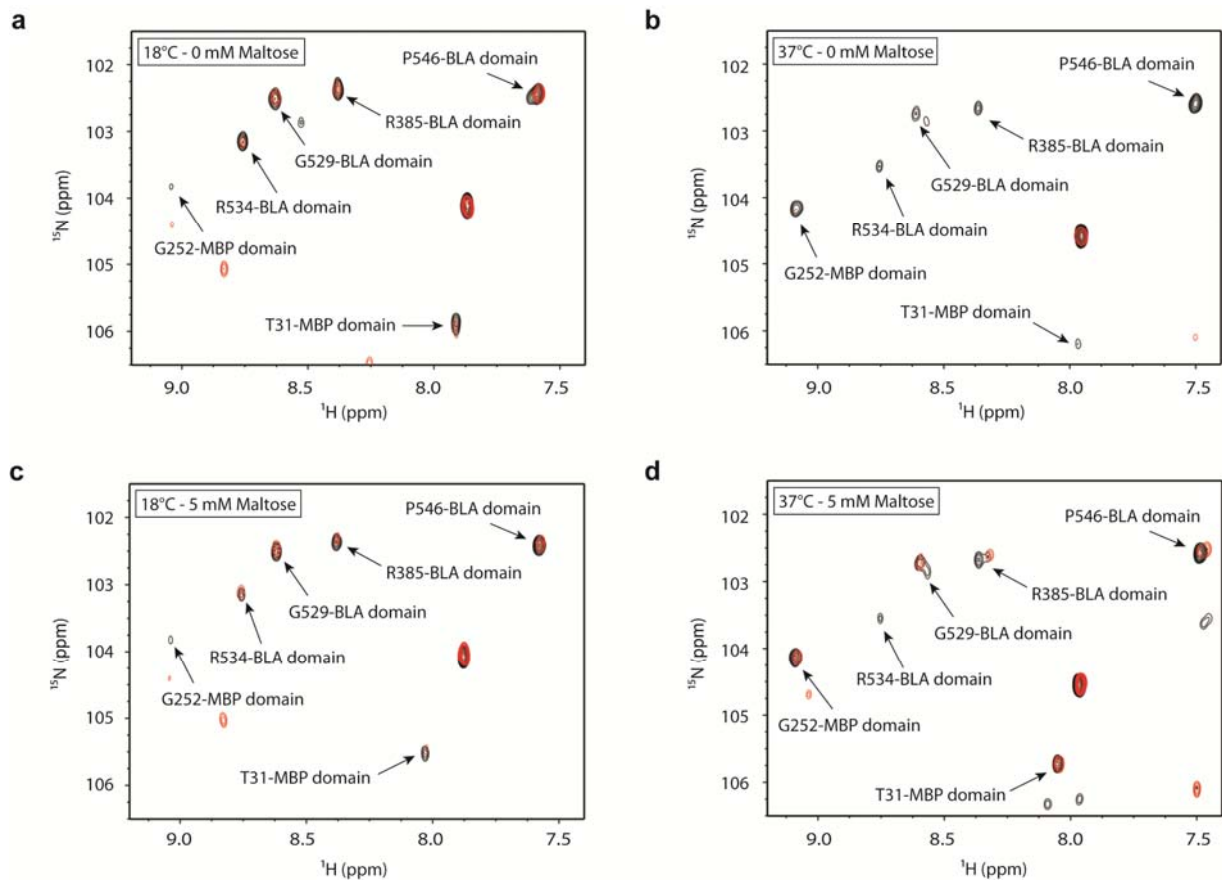 a
18°C - 0 mM Maltose
P546-BLA domain
R385-BLA domain
G529-BLA domain
R534-BLA domain
G252-MBP domain
T31-MBP domain
102
103
104
105
106
¹⁵N (ppm)
9.0
8.5
8.0
7.5
¹H (ppm)
b
37°C - 0 mM Maltose
P546-BLA domain
R385-BLA domain
G529-BLA domain
R534-BLA domain
G252-MBP domain
T31-MBP domain
102
103
104
105
106
¹⁵N (ppm)
9.0
8.5
8.0
7.5
¹H (ppm)
c
18°C - 5 mM Maltose
P546-BLA domain
R385-BLA domain
G529-BLA domain
R534-BLA domain
G252-MBP domain
T31-MBP domain
102
103
104
105
106
¹⁵N (ppm)
9.0
8.5
8.0
7.5
¹H (ppm)
d
37°C - 5 mM Maltose
P546-BLA domain
R385-BLA domain
G529-BLA domain
R534-BLA domain
G252-MBP domain
T31-MBP domain
102
103
104
105
106
¹⁵N (ppm)
9.0
8.5
8.0
7.5
¹H (ppm)